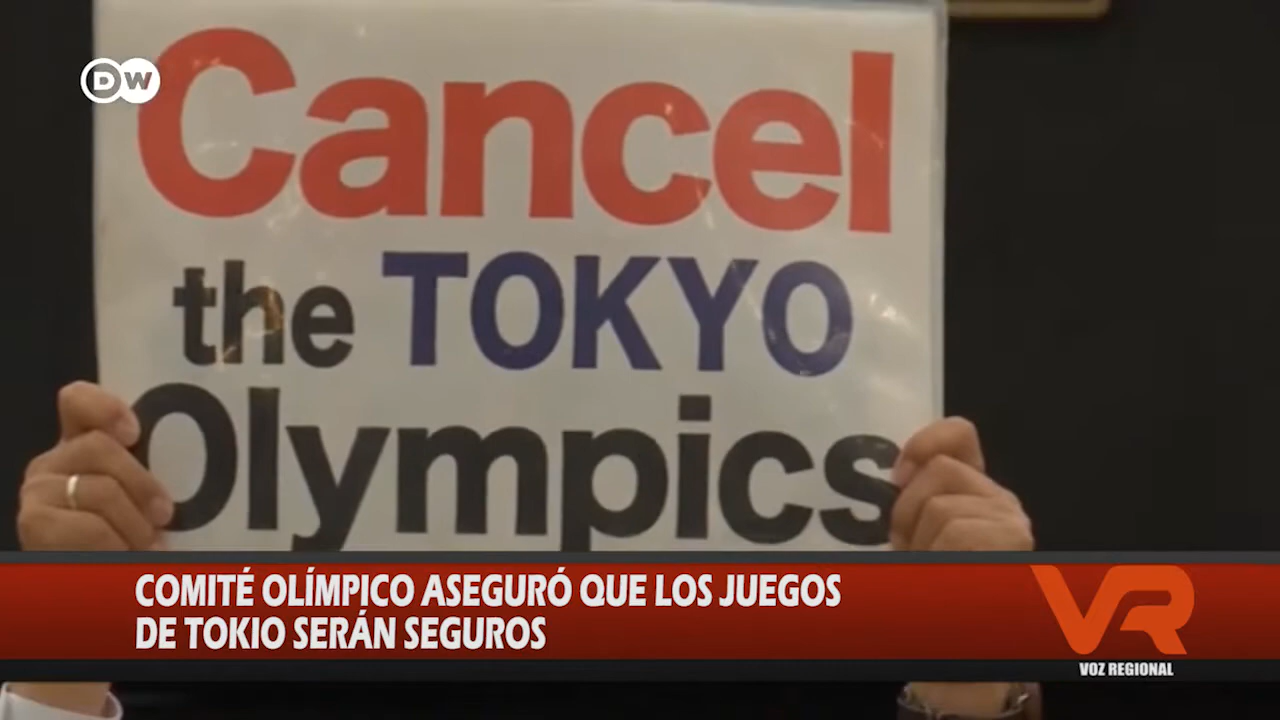 DW
Cancel
the TOKYO
Olympics
COMITÉ OLÍMPICO ASEGURÓ QUE LOS JUEGOS
DE TOKIO SERÁN SEGUROS
VR
VOZ REGIONAL